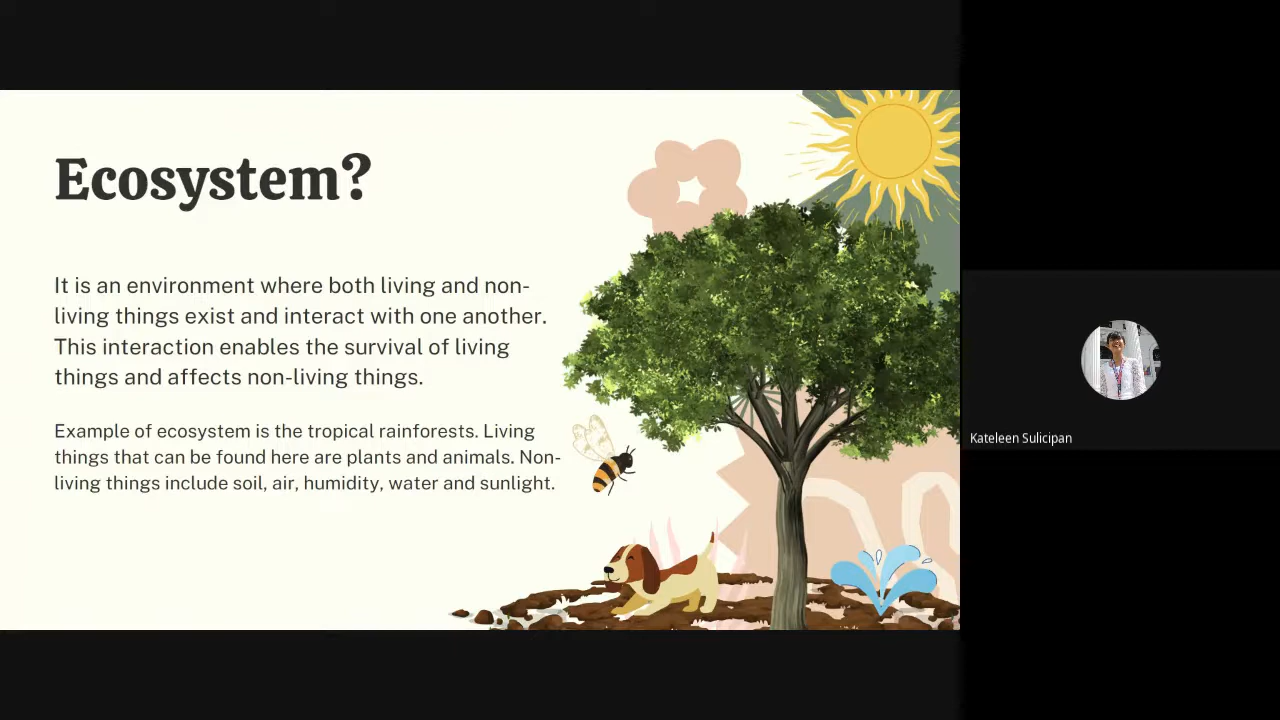 Ecosystem?
It is an environment where both living and non-
living things exist and interact with one another.
This interaction enables the survival of living
things and affects non-living things.
Example of ecosystem is the tropical rainforests. Living
things that can be found here are plants and animals. Non-
living things include soil, air, humidity, water and sunlight.
Kateleen Sulicipan